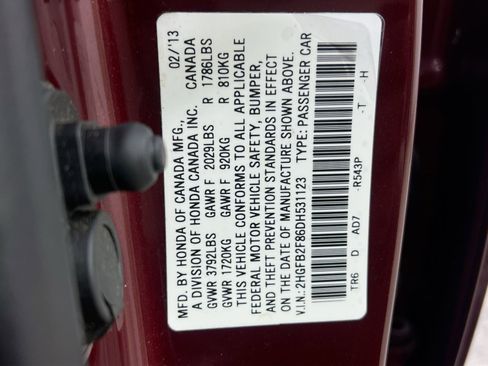 MFD. BY HONDA OF CANADA MFG., 02/'13
A DIVISION OF HONDA CANADA INC. CANADA
GVWR 3792LBS GAWR F 2029LBS R 1786LBS
GVWR 1720KG GAWR F 920KG R 810KG
THIS VEHICLE CONFORMS TO ALL APPLICABLE
FEDERAL MOTOR VEHICLE SAFETY, BUMPER,
AND THEFT PREVENTION STANDARDS IN EFFECT
ON THE DATE OF MANUFACTURE SHOWN ABOVE.
V.I.N.: 2HGFB2F86DH531123 TYPE: PASSENGER CAR
TR6 D AD7 -R543P -T -H